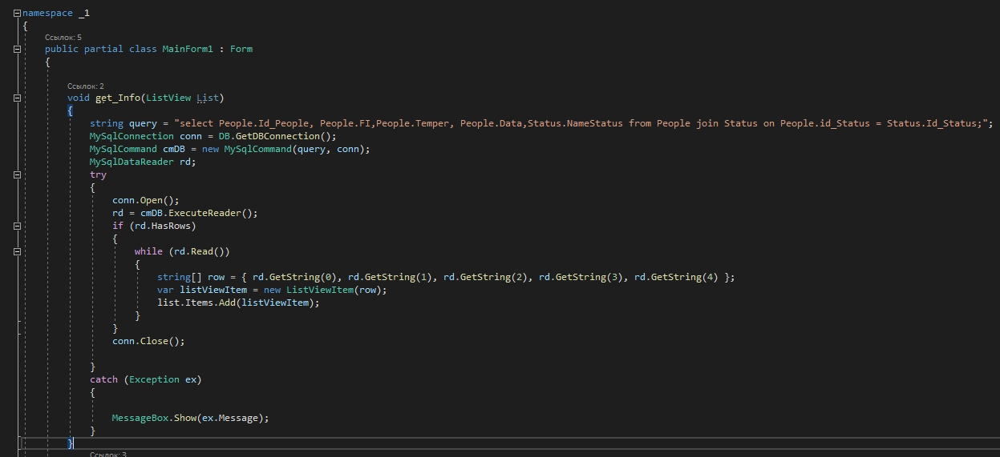 namespace _1
{
Ссылок: 5
public partial class MainForm1 : Form
{
Ссылок: 2
void get_Info(ListView List)
{
string query = "select People.Id_People, People.FI,People.Temper, People.Data,Status.NameStatus from People join Status on People.id_Status = Status.Id_Status;";
MySqlConnection conn = DB.GetDBConnection();
MySqlCommand cmDB = new MySqlCommand(query, conn);
MySqlDataReader rd;
try
{
conn.Open();
rd = cmDB.ExecuteReader();
if (rd.HasRows)
{
while (rd.Read())
{
string[] row = { rd.GetString(0), rd.GetString(1), rd.GetString(2), rd.GetString(3), rd.GetString(4) };
var listViewItem = new ListViewItem(row);
list.Items.Add(listViewItem);
}
}
conn.Close();
}
catch (Exception ex)
{
MessageBox.Show(ex.Message);
}
}
Ссылок: 3